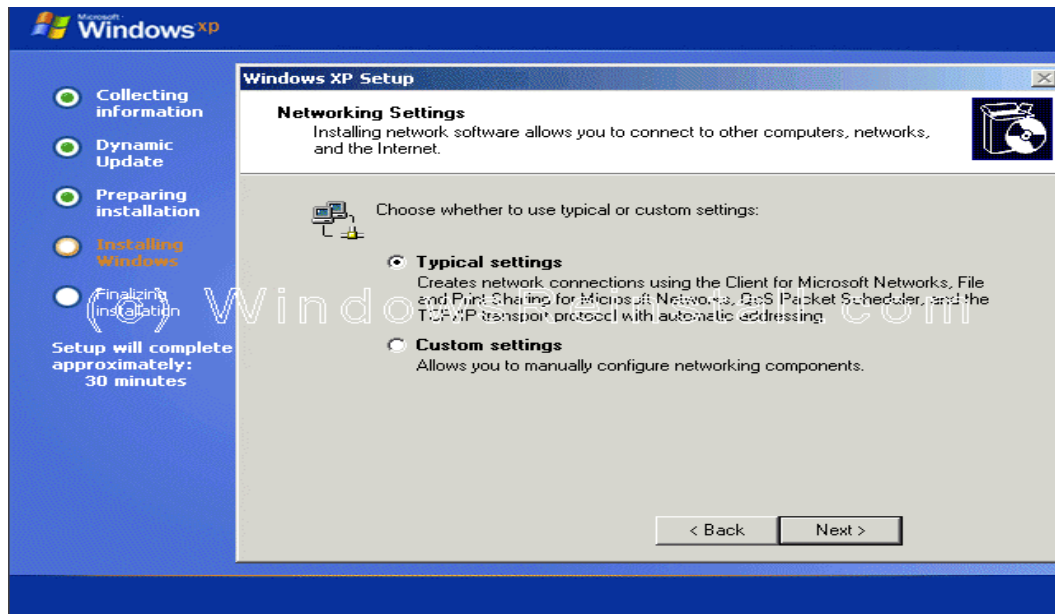 Microsoft
Windows xp
Collecting
information
Dynamic
Update
Preparing
installation
Installing
Windows
Finalizing
installation
Setup will complete
approximately:
30 minutes
Windows XP Setup
Networking Settings
Installing network software allows you to connect to other computers, networks,
and the Internet.
Choose whether to use typical or custom settings:
Typical settings
Creates network connections using the Client for Microsoft Networks, File
and Print Sharing for Microsoft Networks, QoS Packet Scheduler, and the
TCP/IP transport protocol with automatic addressing.
(c) WindowsReinstall.com
Custom settings
Allows you to manually configure networking components.
< Back
Next >